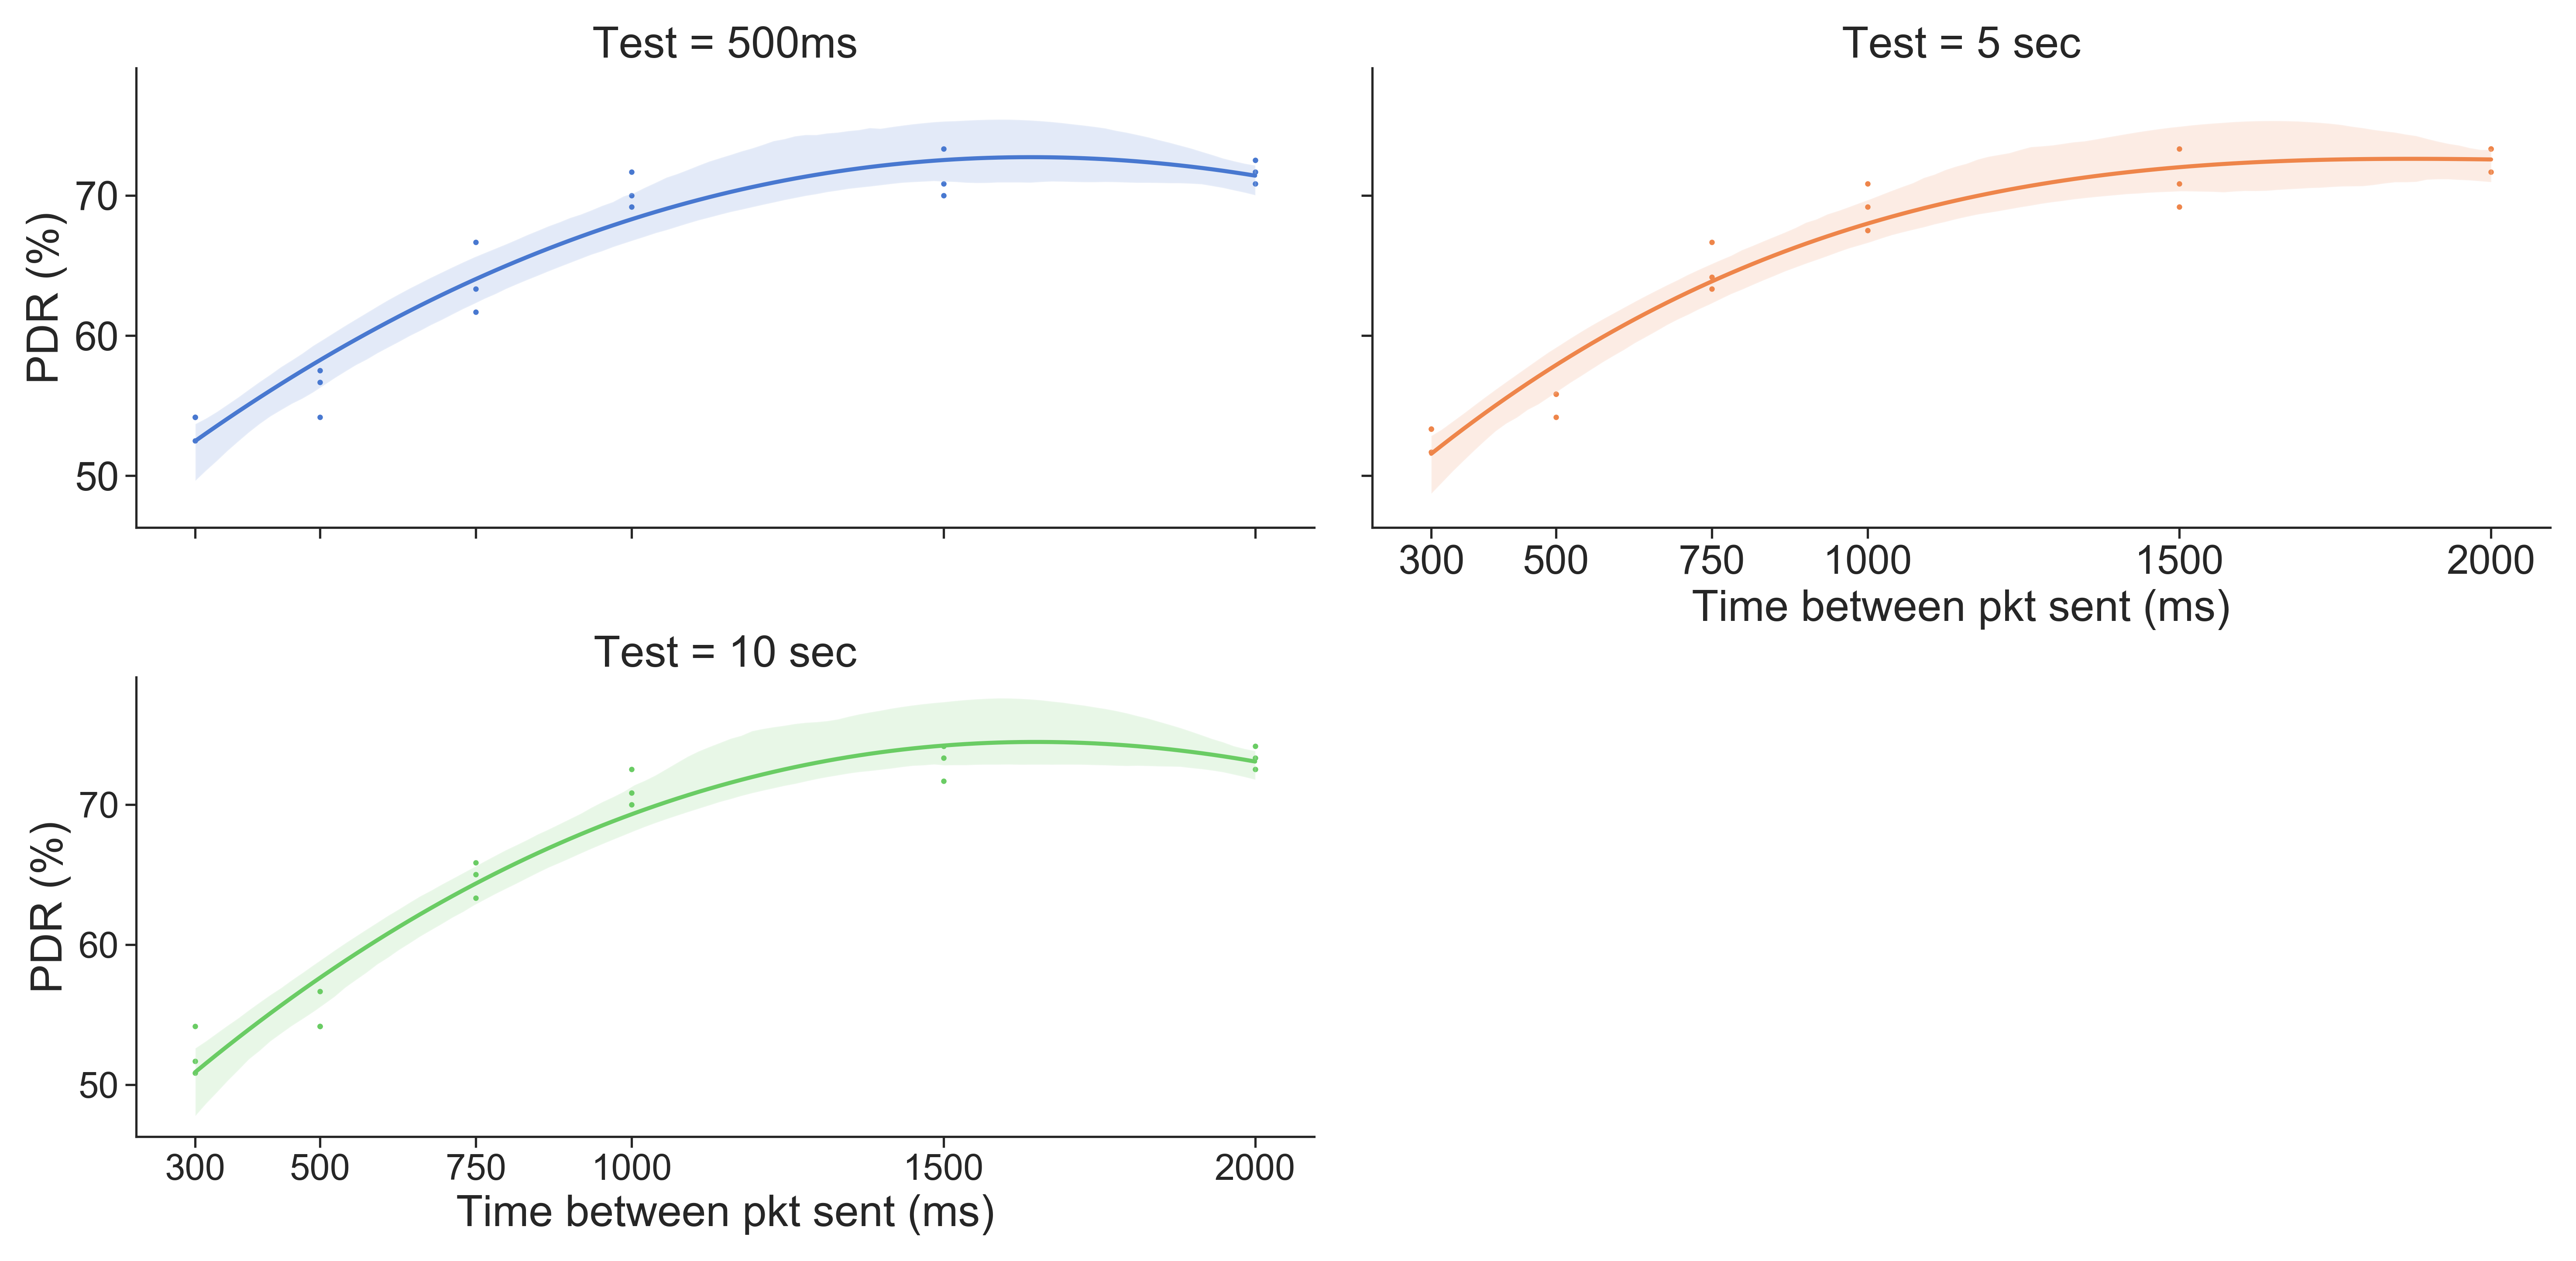 Test = 500ms
PDR (%)
70
60
50
Test = 5 sec
300 500 750 1000 1500 2000
Time between pkt sent (ms)
Test = 10 sec
PDR (%)
70
60
50
300 500 750 1000 1500 2000
Time between pkt sent (ms)